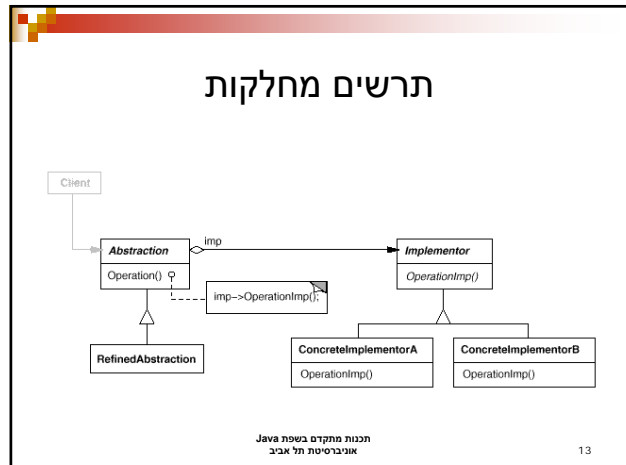 תרשים מחלקות
Client
imp
Abstraction
Implementor
Operation()
OperationImp()
imp->OperationImp();
RefinedAbstraction
ConcreteImplementorA
ConcreteImplementorB
OperationImp()
OperationImp()
תכנות מתקדם בשפת Java
אוניברסיטת תל אביב
13